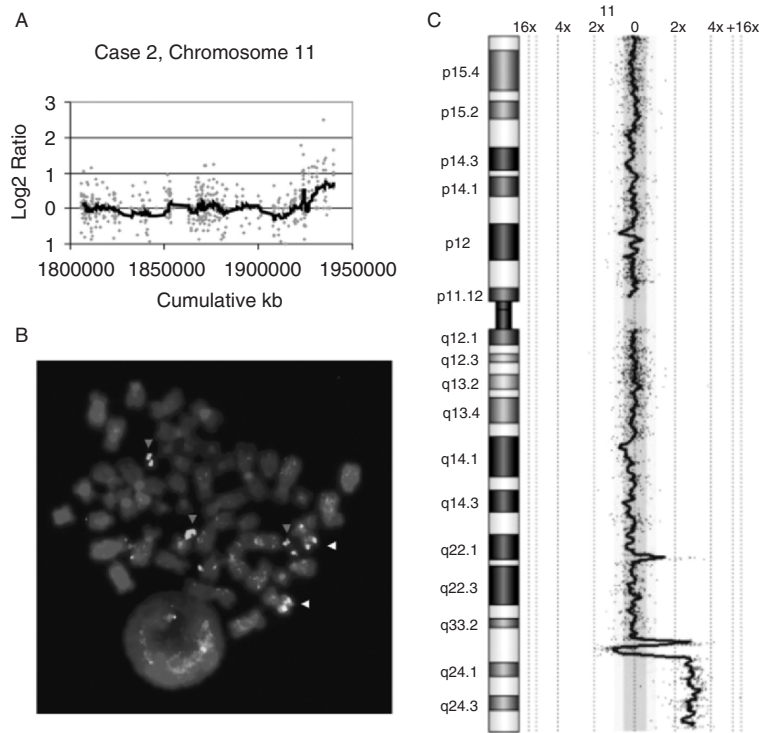 A
Case 2, Chromosome 11
3
2
1
0
1
Log2 Ratio
1800000 1850000 1900000 1950000
Cumulative kb
B
C
11
16x 4x 2x 0 2x 4x +16x
p15.4
p15.2
p14.3
p14.1
p12
p11.12
q12.1
q12.3
q13.2
q13.4
q14.1
q14.3
q22.1
q22.3
q33.2
q24.1
q24.3